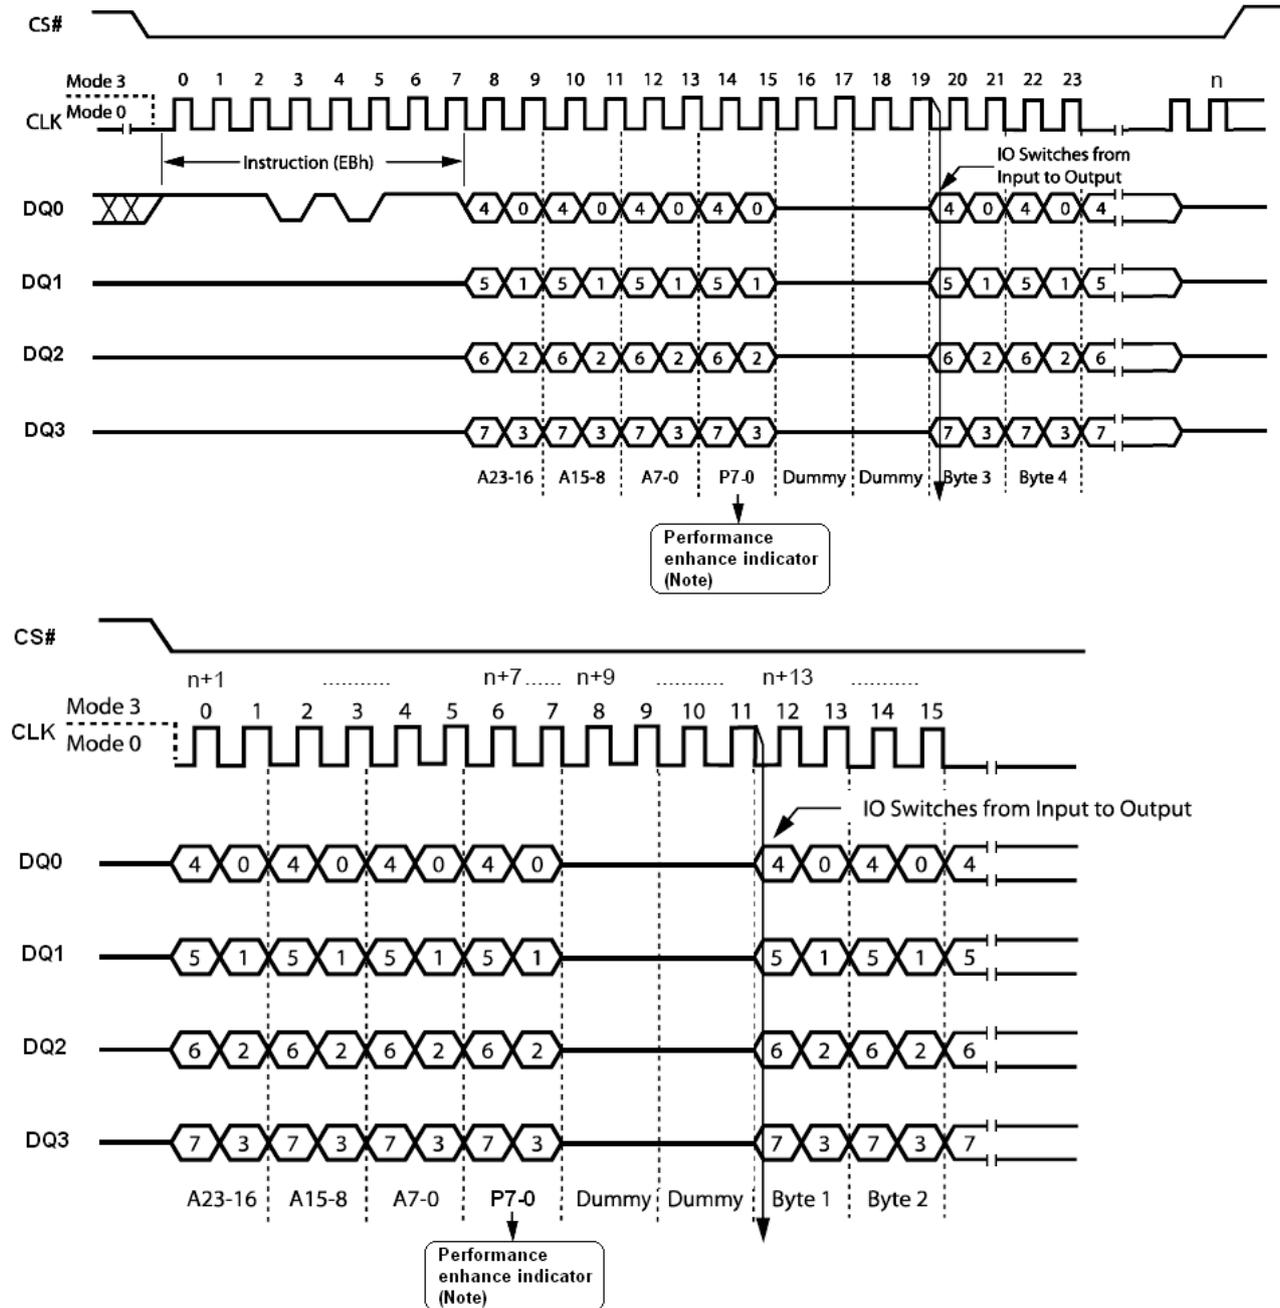 CS#
Mode 3
Mode 0
CLK
0 1 2 3 4 5 6 7 8 9 10 11 12 13 14 15 16 17 18 19 20 21 22 23 n
Instruction (EBh)
IO Switches from
Input to Output
DQ0 4 0 4 0 4 0 4 0 4 0 4 0 4
DQ1 5 1 5 1 5 1 5 1 5 1 5 1 5
DQ2 6 2 6 2 6 2 6 2 6 2 6 2 6
DQ3 7 3 7 3 7 3 7 3 7 3 7 3 7
A23-16 A15-8 A7-0 P7-0 Dummy Dummy Byte 3 Byte 4
Performance
enhance indicator
(Note)
CS#
n+1 ........... n+7 ...... n+9 ........... n+13 ...........
Mode 3
Mode 0
CLK
0 1 2 3 4 5 6 7 8 9 10 11 12 13 14 15
IO Switches from Input to Output
DQ0 4 0 4 0 4 0 4 0 4 0 4 0 4
DQ1 5 1 5 1 5 1 5 1 5 1 5 1 5
DQ2 6 2 6 2 6 2 6 2 6 2 6 2 6
DQ3 7 3 7 3 7 3 7 3 7 3 7 3 7
A23-16 A15-8 A7-0 P7-0 Dummy Dummy Byte 1 Byte 2
Performance
enhance indicator
(Note)